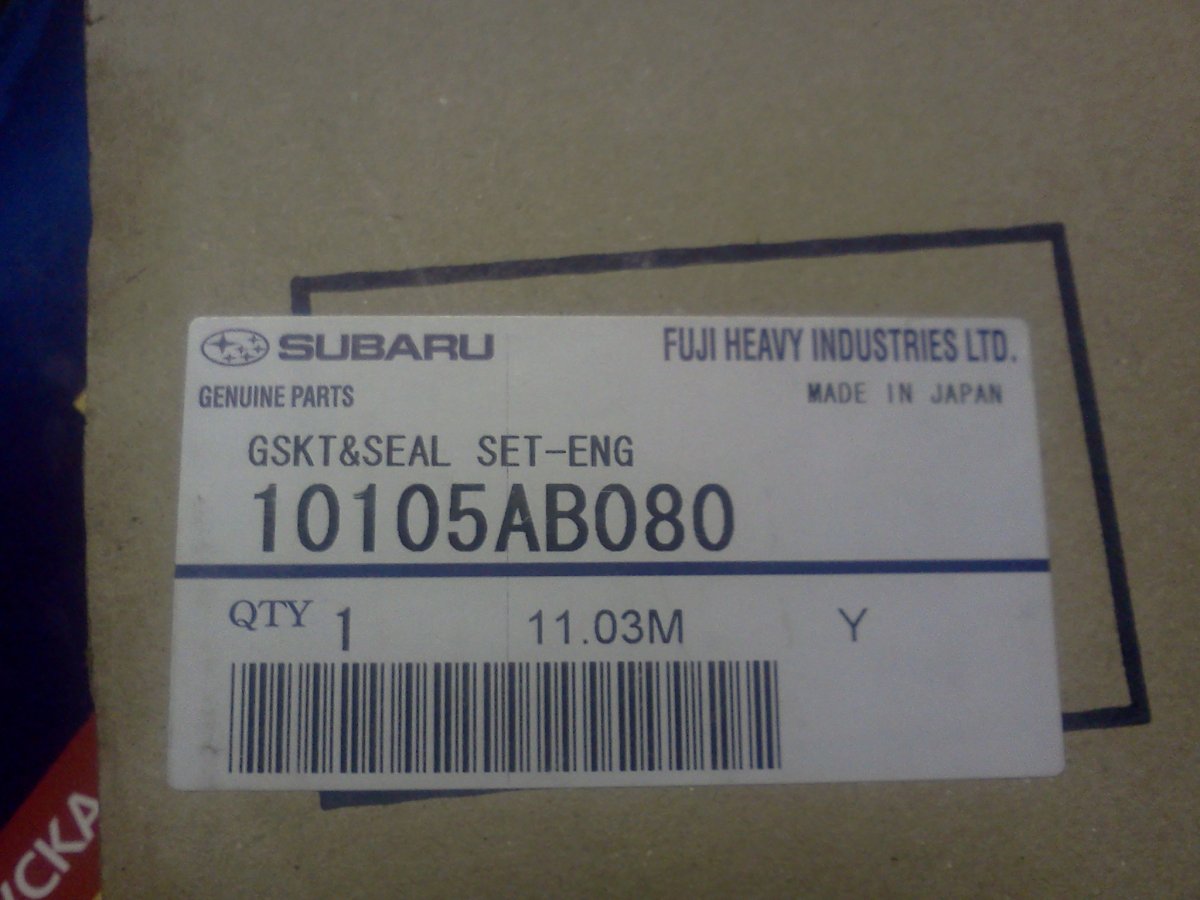 SUBARU
FUJI HEAVY INDUSTRIES LTD.
GENUINE PARTS
MADE IN JAPAN
GSKT&SEAL SET-ENG
10105AB080
QTY 1 11.03M Y
УСКА